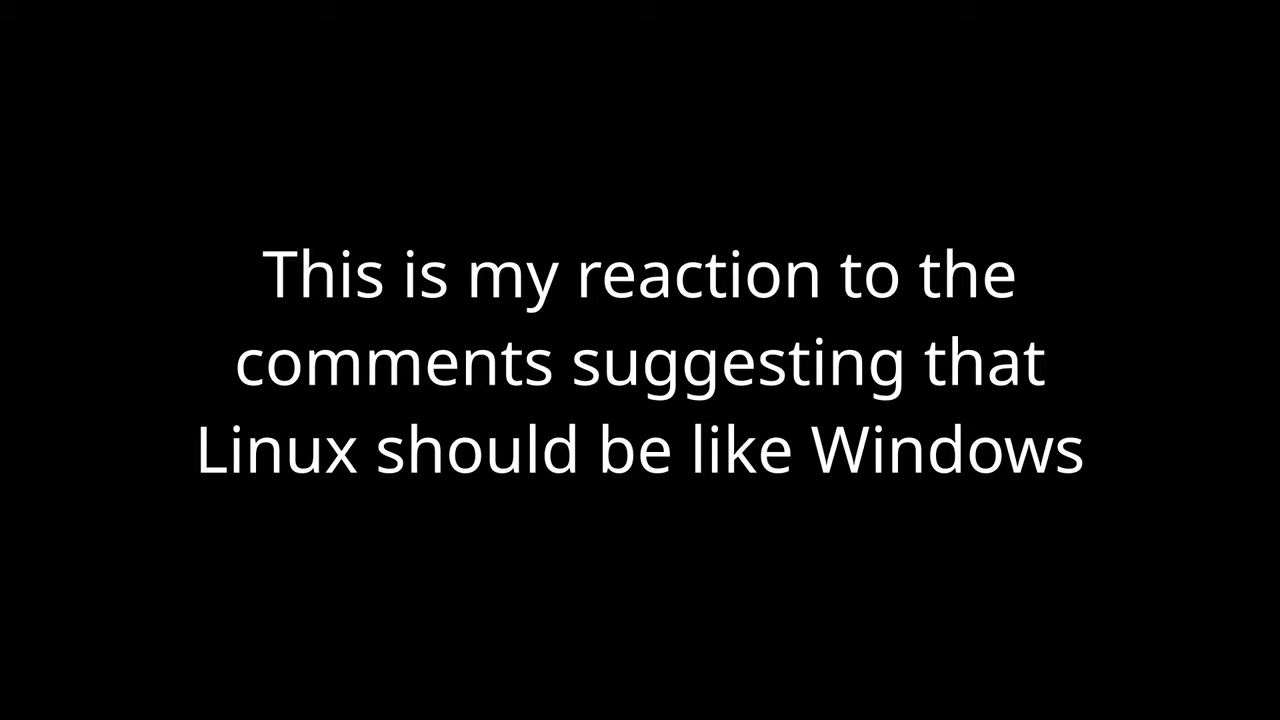 This is my reaction to the
comments suggesting that
Linux should be like Windows